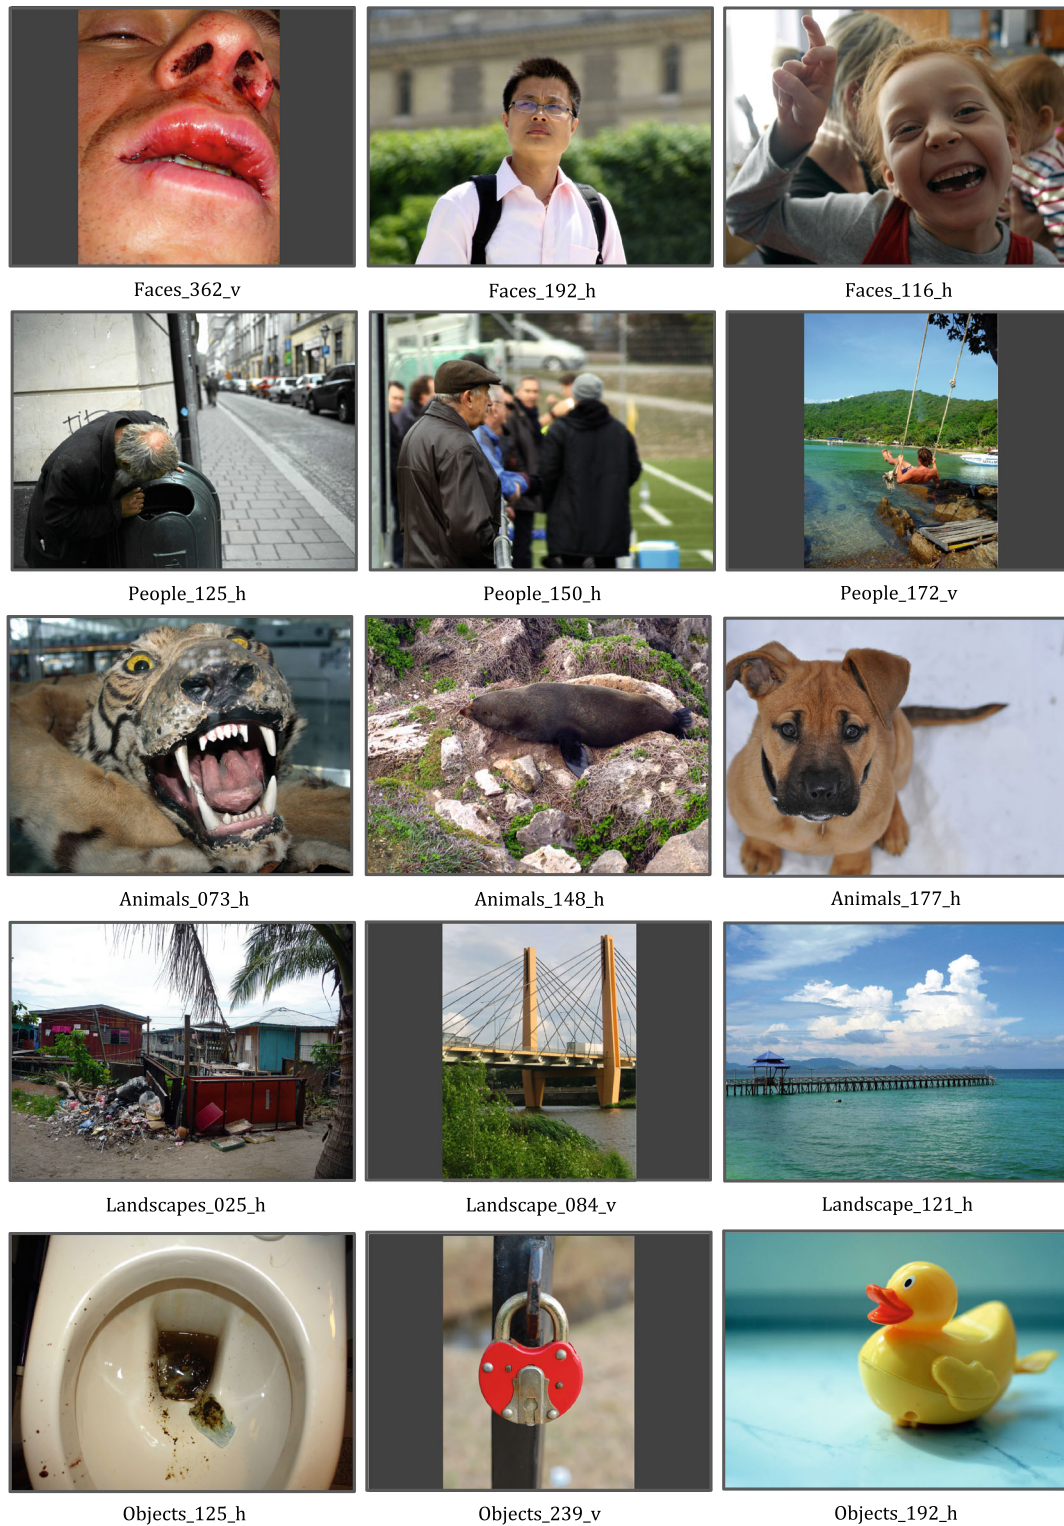 Faces_362_v
Faces_192_h
Faces_116_h
People_125_h
People_150_h
People_172_v
Animals_073_h
Animals_148_h
Animals_177_h
Landscapes_025_h
Landscape_084_v
Landscape_121_h
Objects_125_h
Objects_239_v
Objects_192_h